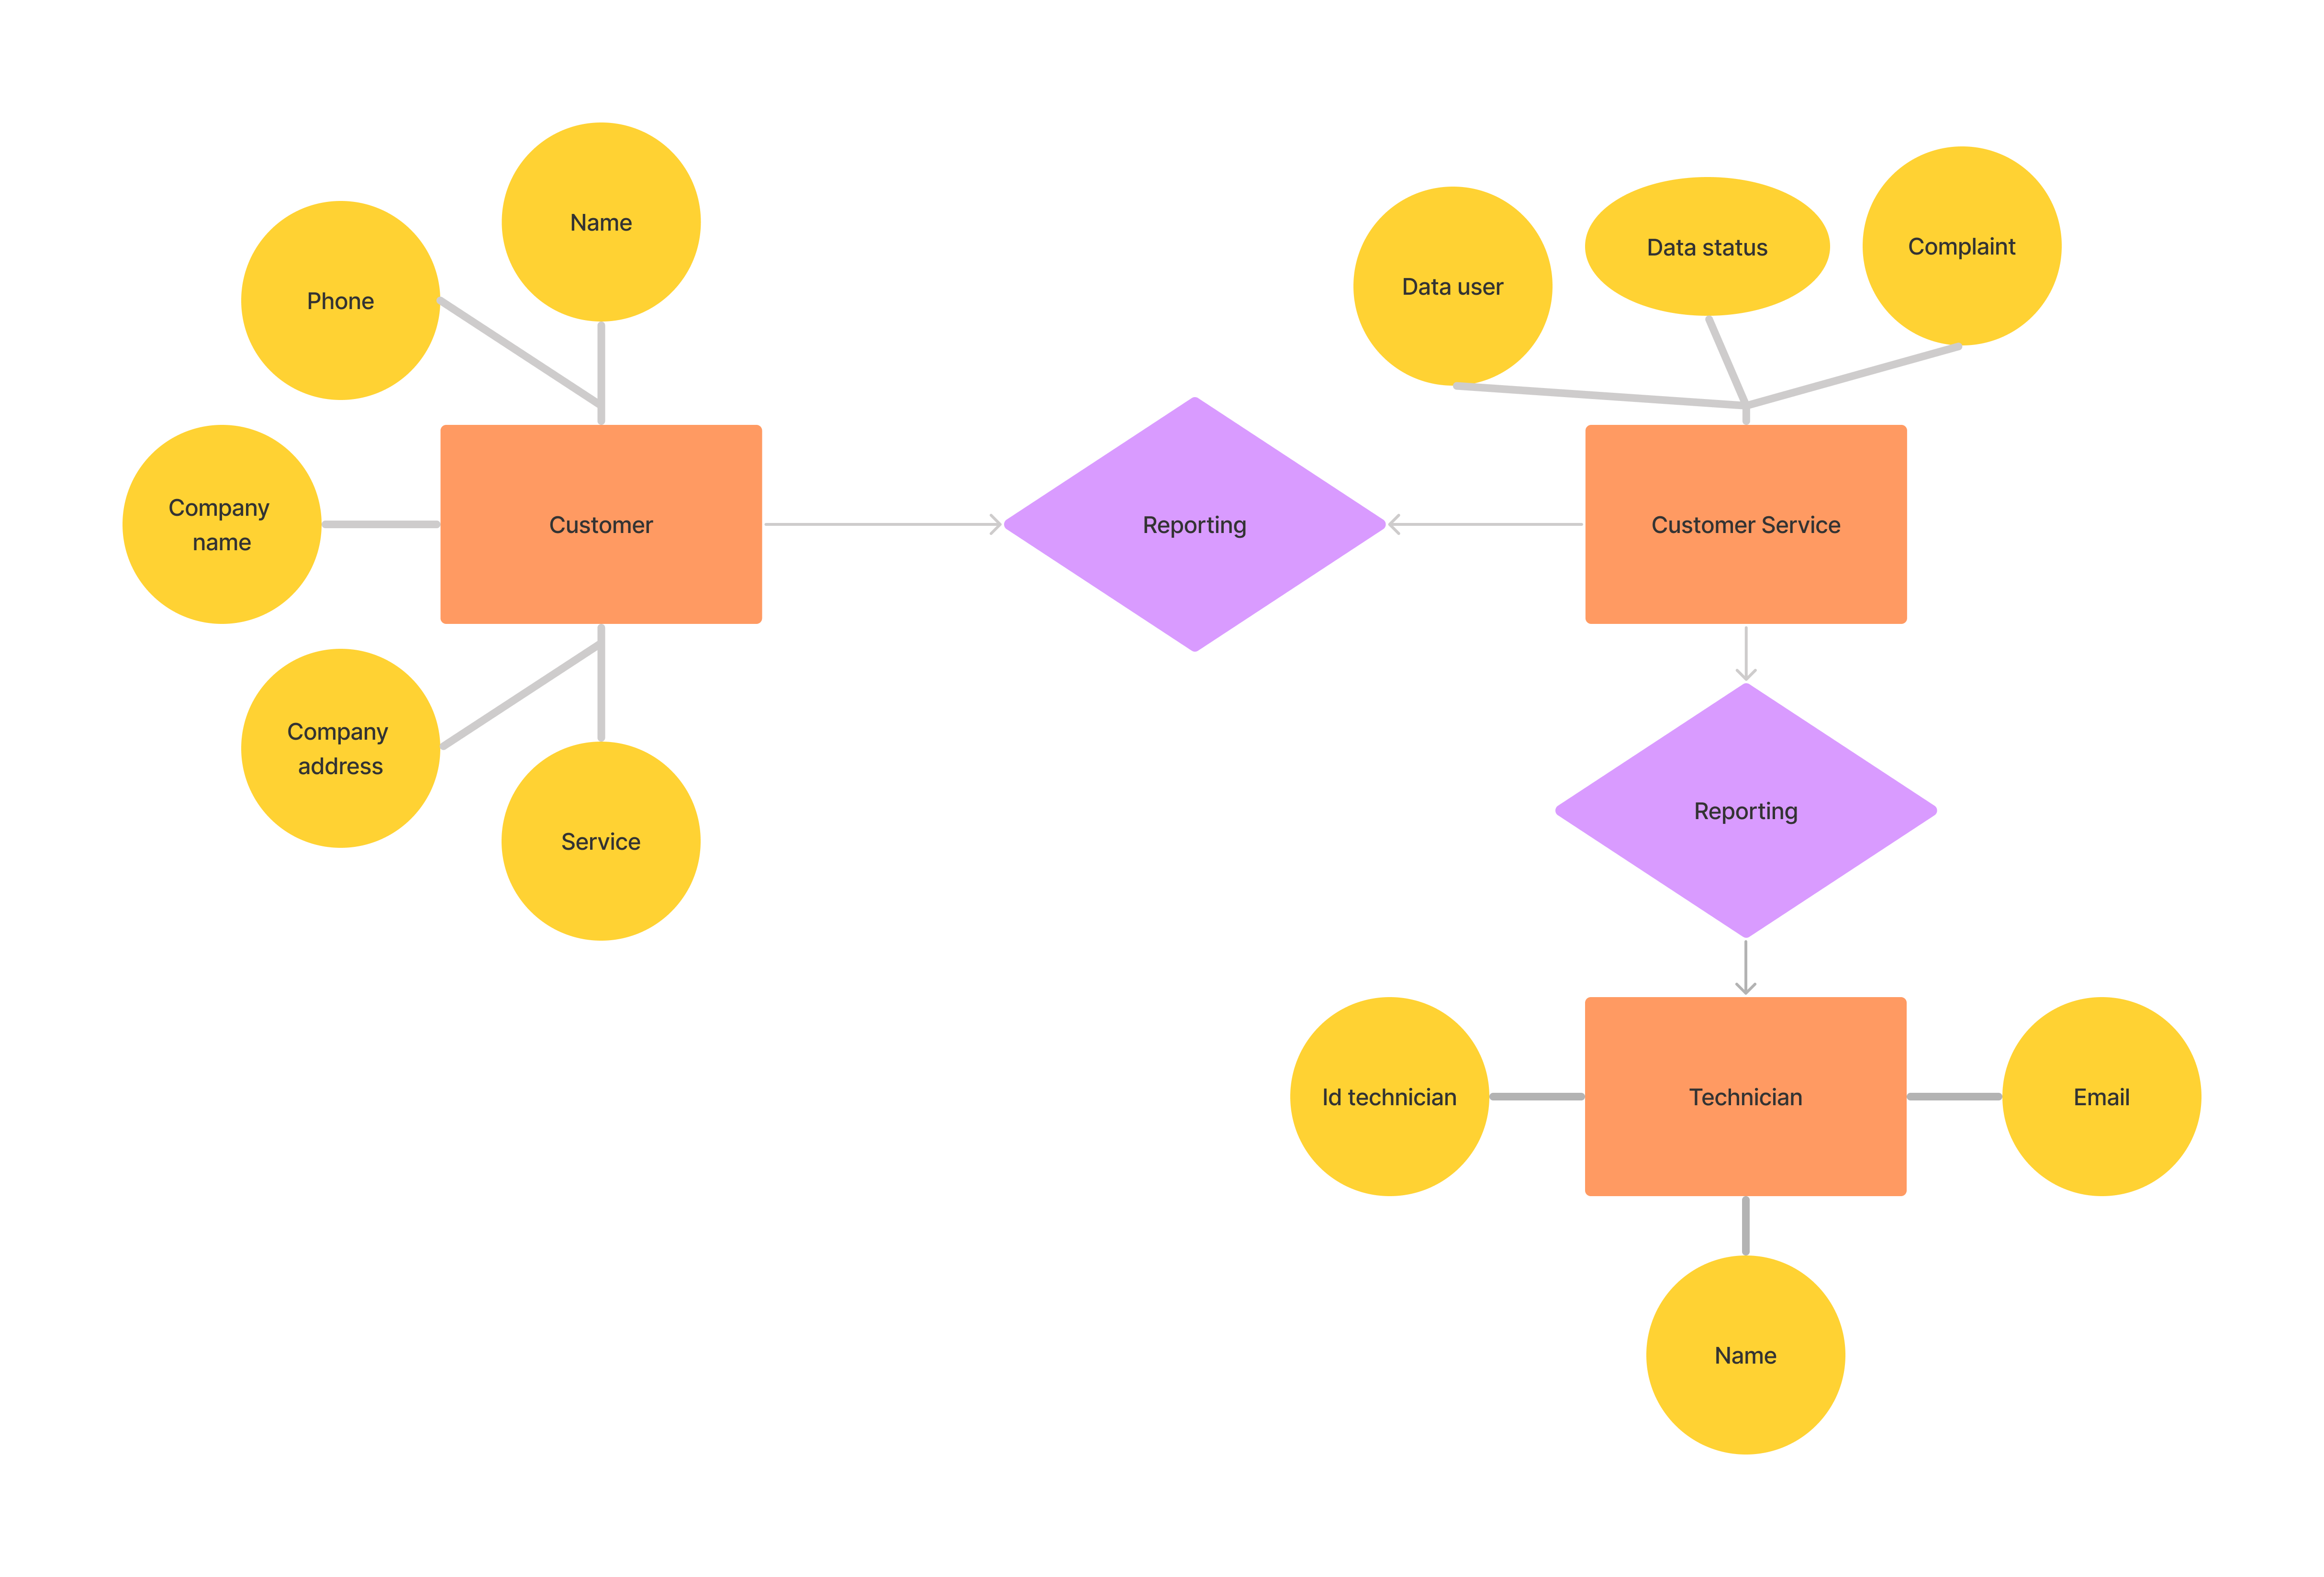 Name
Phone
Data user
Data status
Complaint
Company
name
Customer
Reporting
Customer Service
Company
address
Service
Reporting
Id technician
Technician
Email
Name